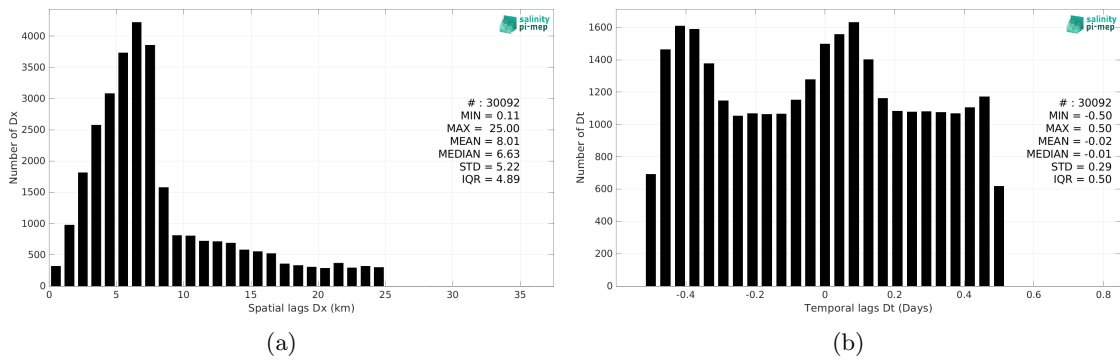 salinity
pi-mep
4000
3500
3000
2500
2000
1500
1000
500
0
Number of Dx
# : 30092
MIN = 0.11
MAX = 25.00
MEAN = 8.01
MEDIAN = 6.63
STD = 5.22
IQR = 4.89
0 5 10 15 20 25 30 35
Spatial lags Dx (km)
(a)
salinity
pi-mep
1600
1400
1200
1000
800
600
400
200
0
Number of Dt
# : 30092
MIN = -0.50
MAX = 0.50
MEAN = -0.02
MEDIAN = -0.01
STD = 0.29
IQR = 0.50
-0.4 -0.2 0 0.2 0.4 0.6 0.8
Temporal lags Dt (Days)
(b)